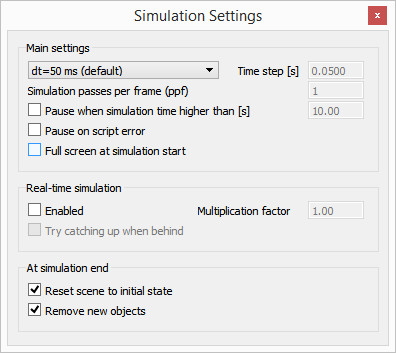 Simulation Settings
x
Main settings
dt=50 ms (default) Time step [s] 0.0500
Simulation passes per frame (ppf) 1
Pause when simulation time higher than [s] 10.00
Pause on script error
Full screen at simulation start
Real-time simulation
Enabled Multiplication factor 1.00
Try catching up when behind
At simulation end
Reset scene to initial state
Remove new objects